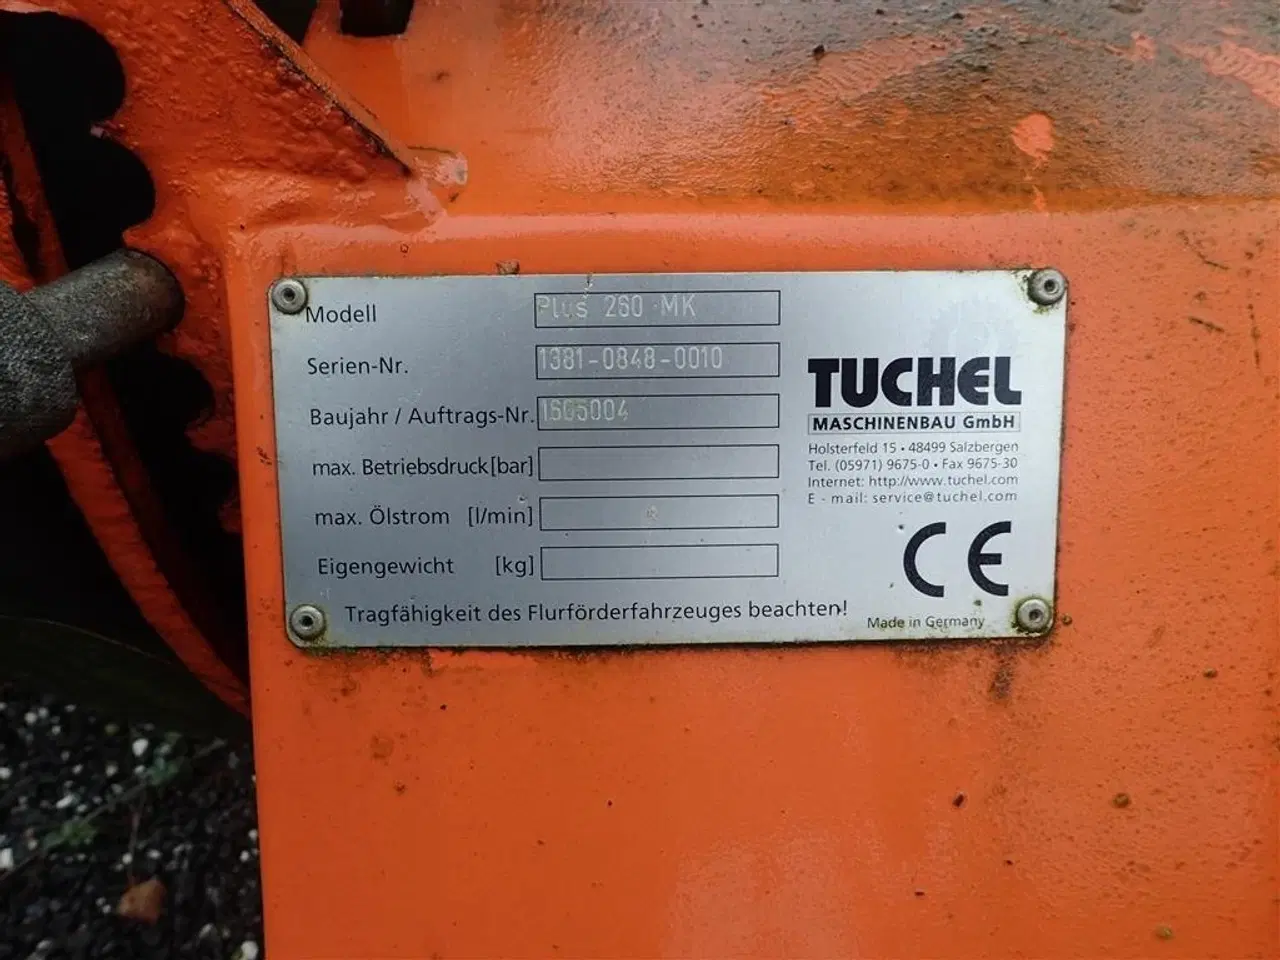 Modell Plus 260 MK
Serien-Nr. 1381-0848-0010
Baujahr / Auftrags-Nr. 1605004
max. Betriebsdruck [bar]
max. Ölstrom [l/min]
Eigengewicht [kg]
Tragfähigkeit des Flurförderfahrzeuges beachten!
TUCHEL
MASCHINENBAU GmbH
Holsterfeld 15 • 48499 Salzbergen
Tel. (05971) 9675-0 • Fax 9675-30
Internet: http://www.tuchel.com
E - mail: service@tuchel.com
CE
Made in Germany